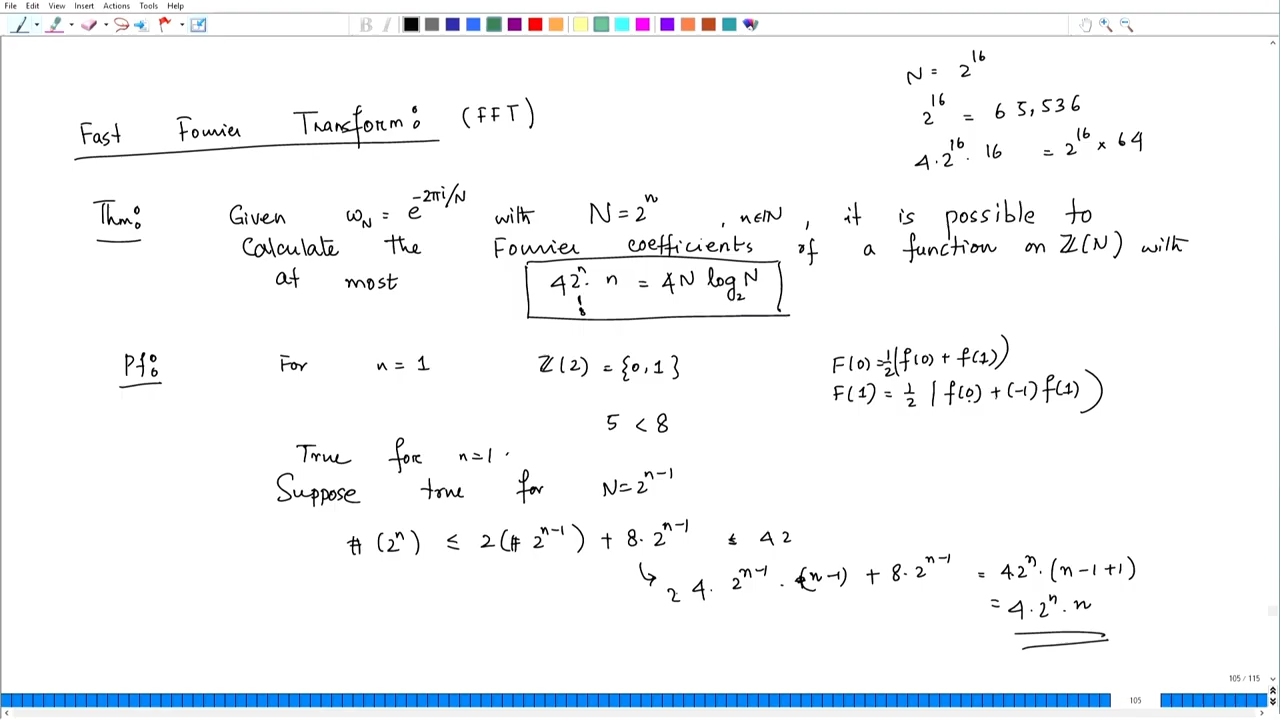 File Edit View Insert Actions Tools Help
N = 2^16
2^16 = 65,536
4·2^16·16 = 2^16 × 64
Fast Fourier Transform: (FFT)
Thm: Given ω_N = e^{-2πi/N} with N = 2^n, n∈ℕ, it is possible to
Calculate the Fourier coefficients of a function on ℤ(N) with
at most 4 2^n· n = 4N log_2 N
Pf: For n = 1 ℤ(2) = {0,1} F(0) = 1/2 (f(0) + f(1))
F(1) = 1/2 (f(0) + (-1) f(1))
5 < 8
True for n=1.
Suppose true for N = 2^{n-1}
#(2^n) ≤ 2(# 2^{n-1}) + 8·2^{n-1} ≤ 42
↳ 2 4· 2^{n-1} · (n-1) + 8·2^{n-1} = 42^n·(n-1+1)
= 4·2^n·n
105 / 115
105